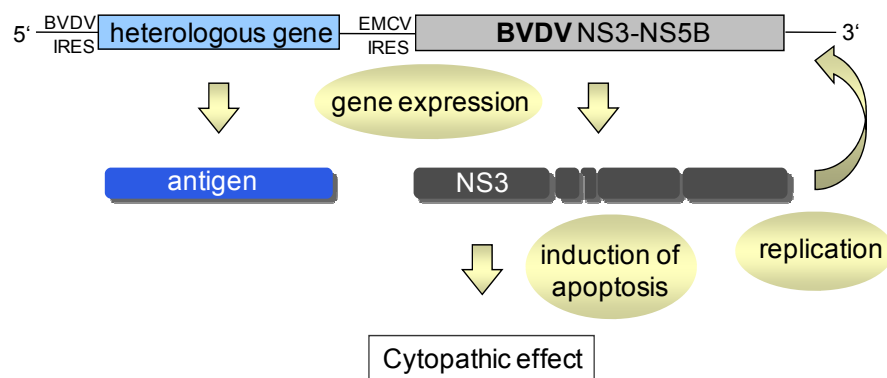 5‘ BVDV IRES heterologous gene EMCV IRES BVDV NS3-NS5B 3‘
gene expression
antigen
NS3
induction of
apoptosis
replication
Cytopathic effect